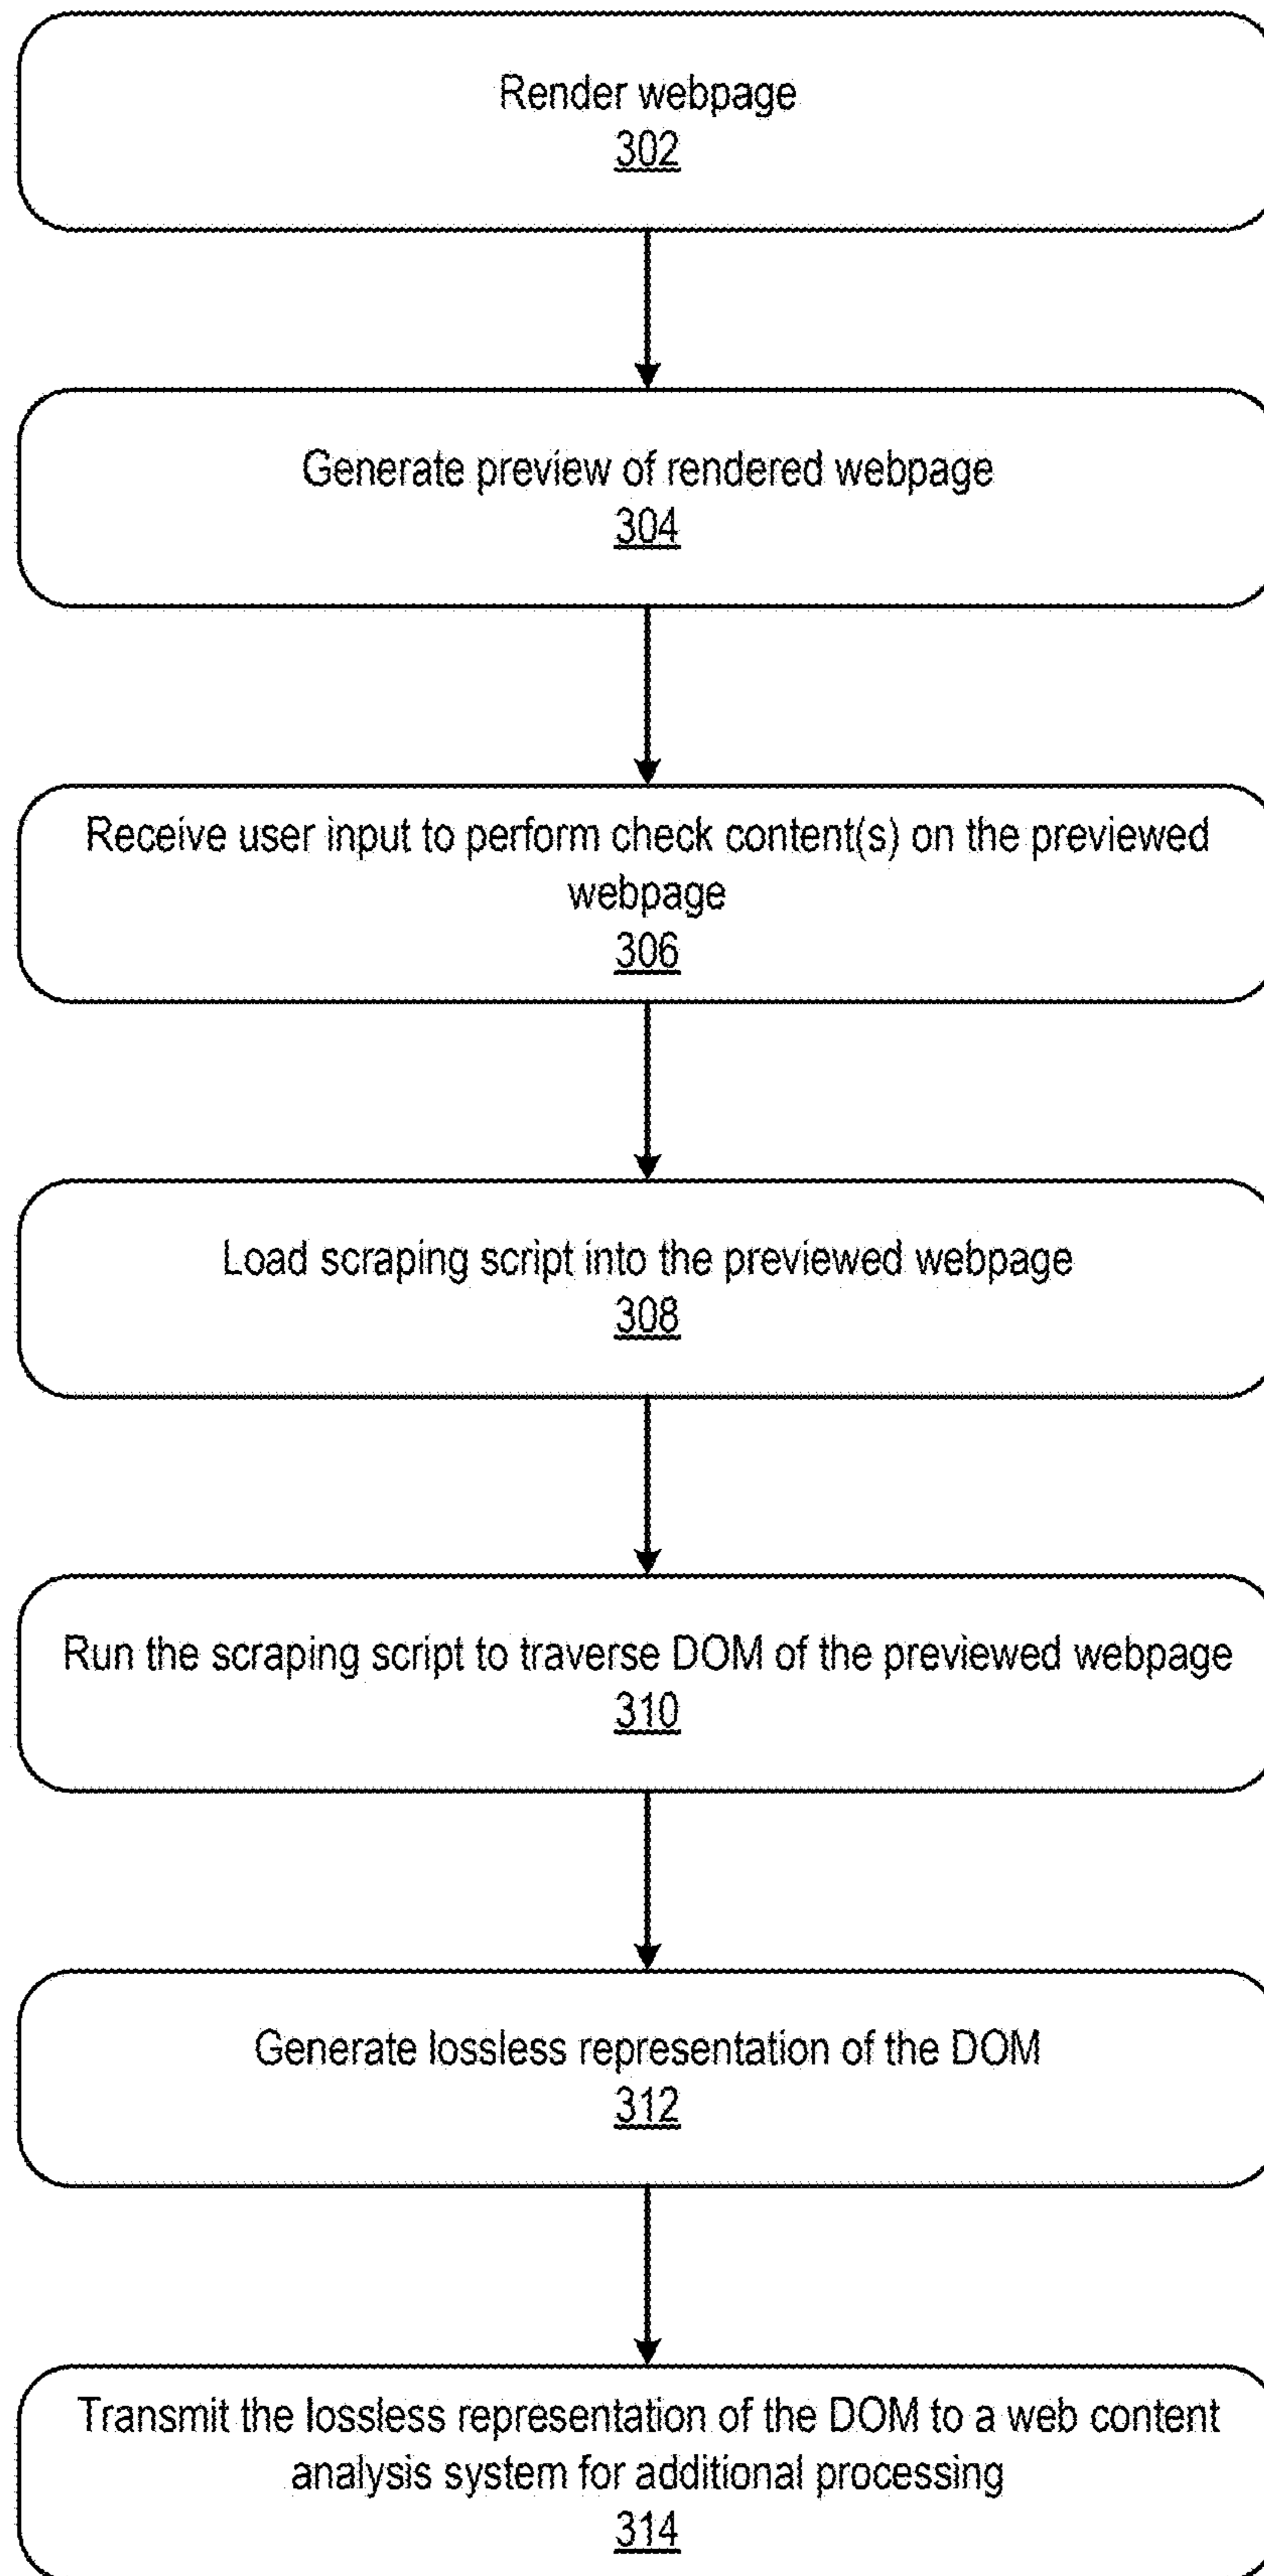 Render webpage
302
Generate preview of rendered webpage
304
Receive user input to perform check content(s) on the previewed
webpage
306
Load scraping script into the previewed webpage
308
Run the scraping script to traverse DOM of the previewed webpage
310
Generate lossless representation of the DOM
312
Transmit the lossless representation of the DOM to a web content
analysis system for additional processing
314